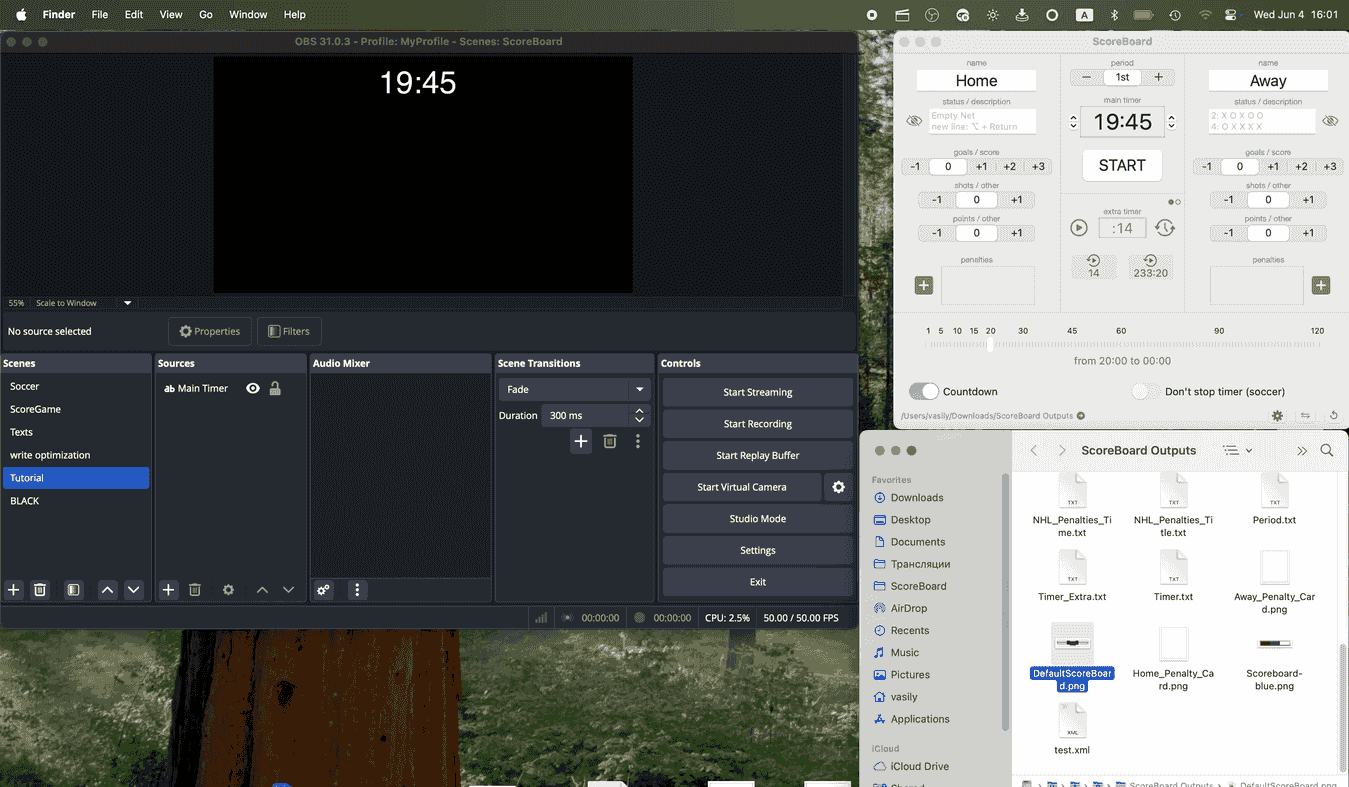 Finder File Edit View Go Window Help
A Wed Jun 4 16:01
OBS 31.0.3 - Profile: MyProfile - Scenes: ScoreBoard
19:45
55% Scale to Window
No source selected Properties Filters
Scenes Sources Audio Mixer Scene Transitions Controls
Soccer
ScoreGame
Texts
write optimization
Tutorial
BLACK
ab Main Timer
Fade
Duration 300 ms
Start Streaming
Start Recording
Start Replay Buffer
Start Virtual Camera
Studio Mode
Settings
Exit
00:00:00 00:00:00 CPU: 2.5% 50.00 / 50.00 FPS
ScoreBoard
name
Home
status / description
Empty Net
new line: ⌥ + Return
goals / score
-1 0 +1 +2 +3
shots / other
-1 0 +1
points / other
-1 0 +1
penalties
+
period
− 1st +
main timer
19:45
START
extra timer
:14
14 233:20
name
Away
status / description
2: X O X O O
4: O X X X X
goals / score
-1 0 +1 +2 +3
shots / other
-1 0 +1
points / other
-1 0 +1
penalties
+
1 5 10 15 20 30 45 60 90 120
from 20:00 to 00:00
Countdown Don't stop timer (soccer)
/Users/vasily/Downloads/ScoreBoard Outputs
ScoreBoard Outputs
Favorites
Downloads
Desktop
Documents
Трансляции
ScoreBoard
AirDrop
Recents
Music
Pictures
vasily
Applications
iCloud
iCloud Drive
Shared
TXT TXT TXT
NHL_Penalties_Ti
me.txt
NHL_Penalties_Ti
tle.txt
Period.txt
TXT TXT
Timer_Extra.txt
Timer.txt
Away_Penalty_Car
d.png
DefaultScoreBoar
d.png
Home_Penalty_Ca
rd.png
Scoreboard-
blue.png
XML
test.xml
ScoreBoard Outputs › DefaultScoreBoard.png